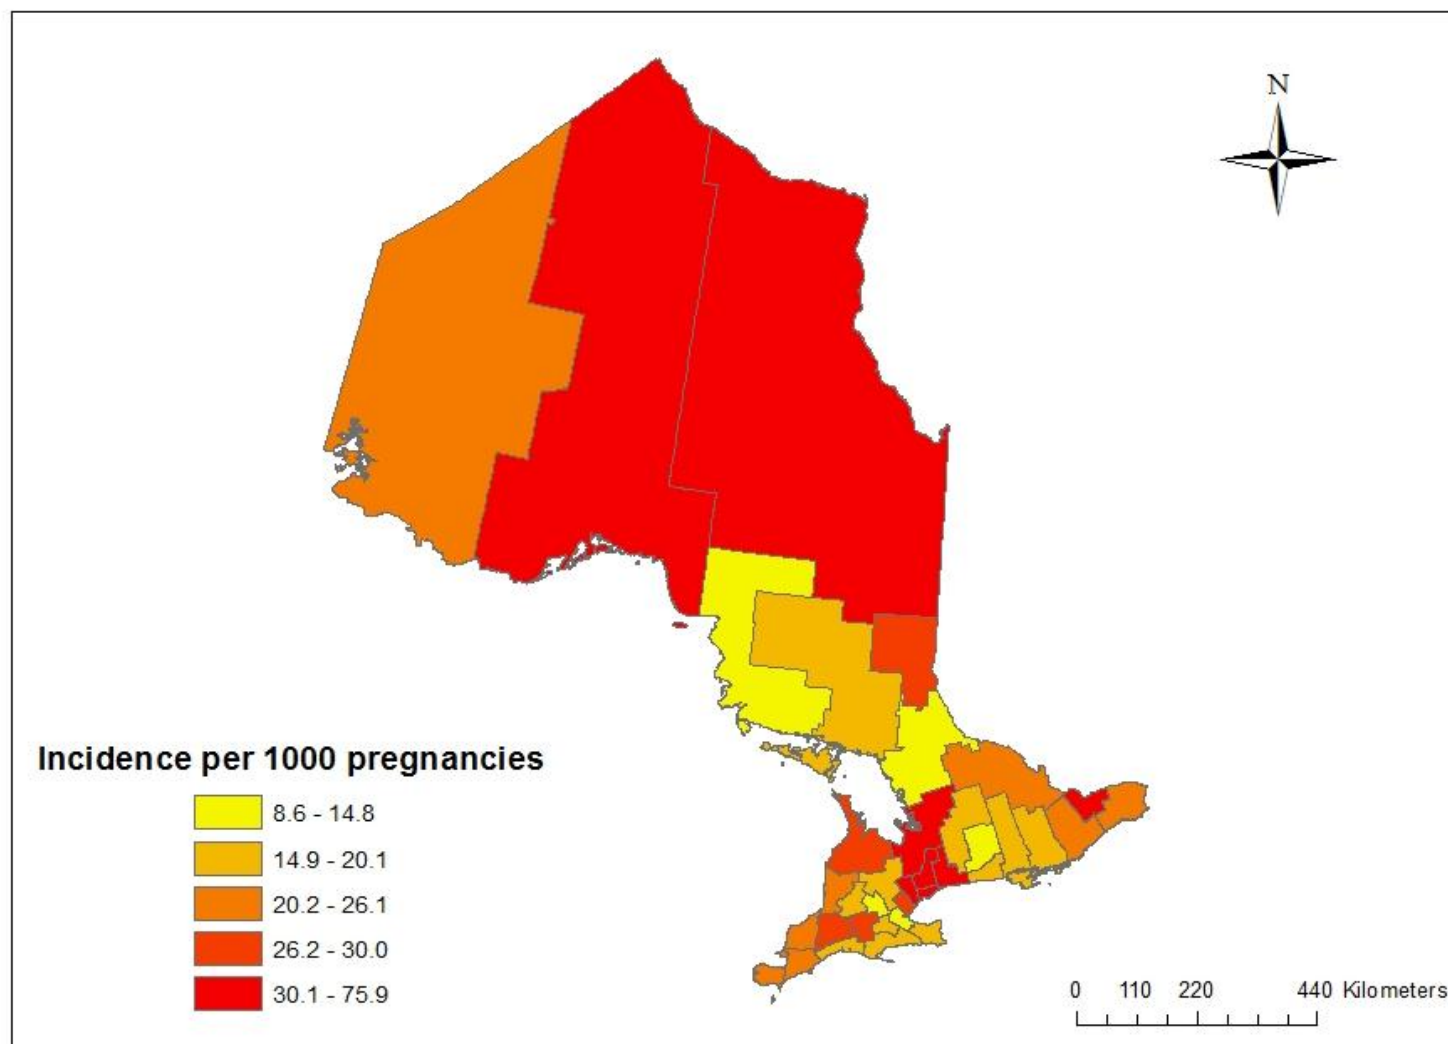 N
Incidence per 1000 pregnancies
8.6 - 14.8
14.9 - 20.1
20.2 - 26.1
26.2 - 30.0
30.1 - 75.9
0 110 220 440 Kilometers